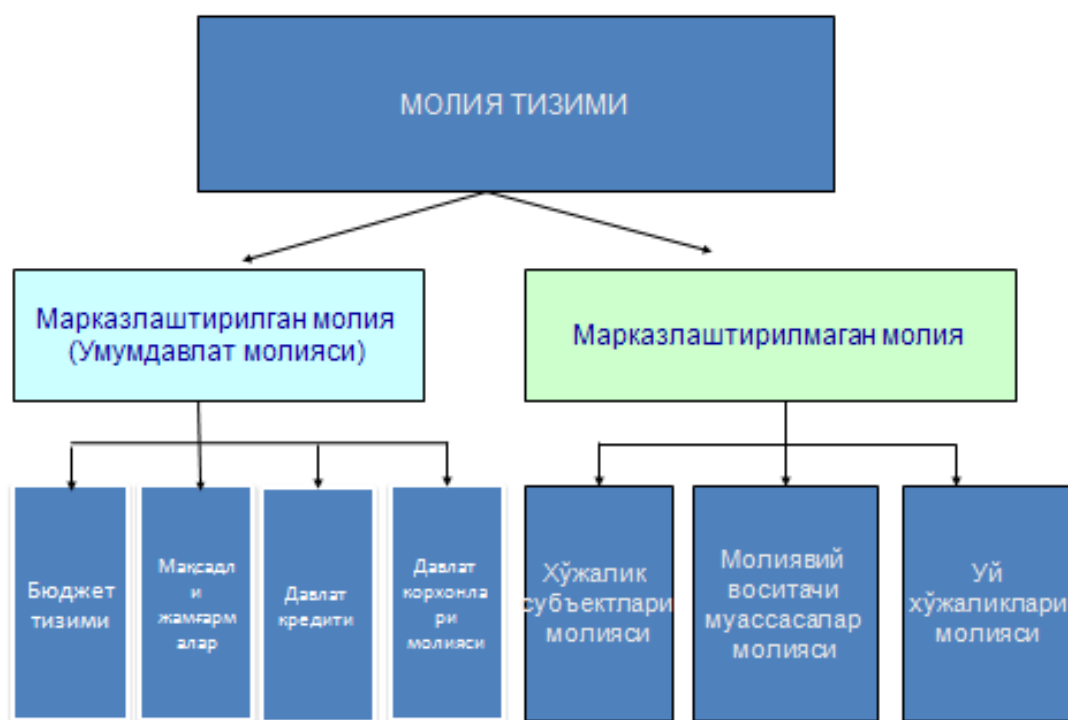 МОЛИЯ ТИЗИМИ
Марказлаштирилган молия
(Умумдавлат молияси)
Марказлаштирилмаган молия
Бюджет
тизими
Мақсадл
и
жамғарм
алар
Давлат
кредити
Давлат
корхонла
ри
молияси
Хўжалик
субъектлари
молияси
Молиявий
воситачи
муассасалар
молияси
Уй
хўжаликлари
молияси